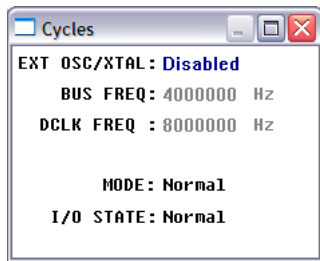 Cycles
EXT OSC/XTAL: Disabled
BUS FREQ: 4000000 Hz
DCLK FREQ : 8000000 Hz
MODE: Normal
I/O STATE: Normal